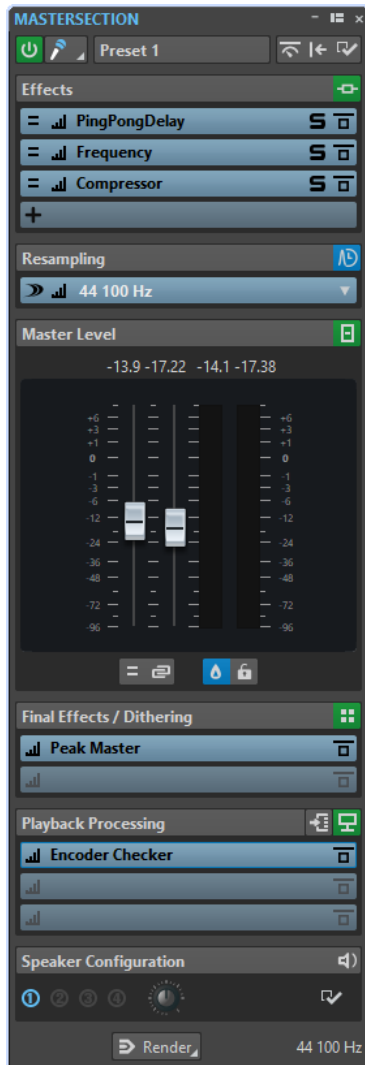 MASTERSECTION
Preset 1
Effects
PingPongDelay S
Frequency S
Compressor S
Resampling
44 100 Hz
Master Level
-13.9 -17.22 -14.1 -17.38
+6 +6
+3 +3
+1 +1
0 0
-1 -1
-3 -3
-6 -6
-12 -12
-24 -24
-36 -36
-48 -48
-72 -72
-96 -96
Final Effects / Dithering
Peak Master
Playback Processing
Encoder Checker
Speaker Configuration
1 2 3 4
Render 44 100 Hz